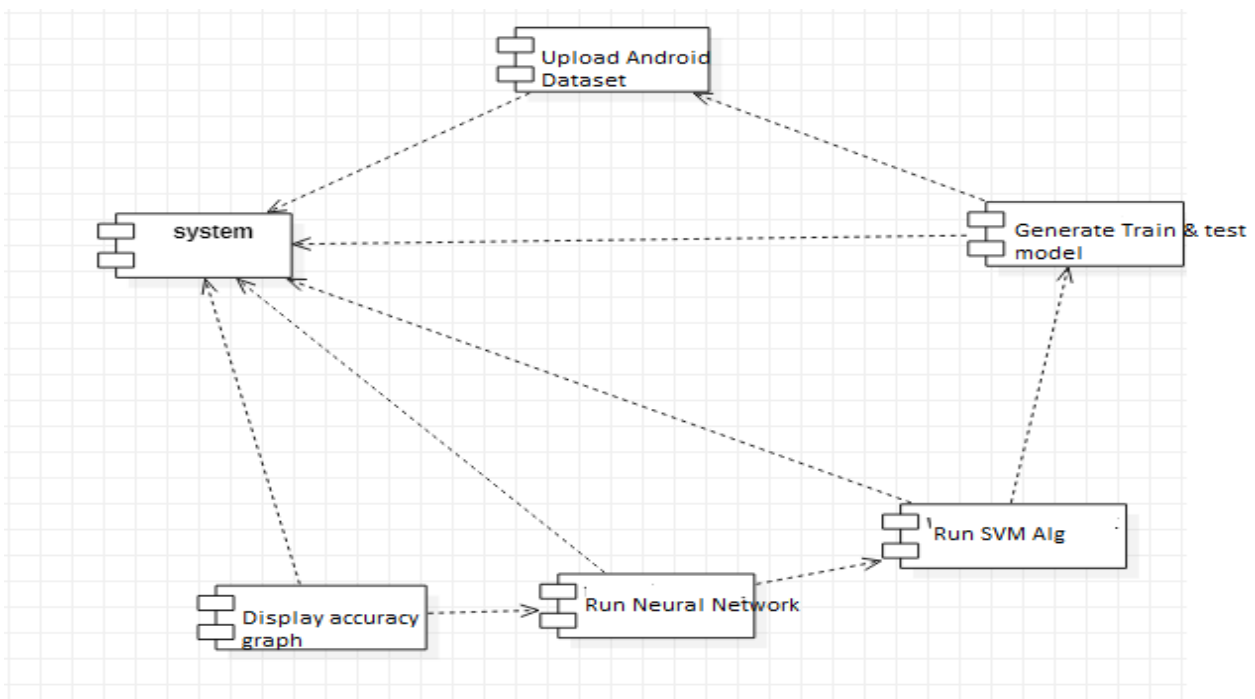 Upload Android
Dataset
system
Generate Train & test
model
Run SVM Alg
Run Neural Network
Display accuracy
graph